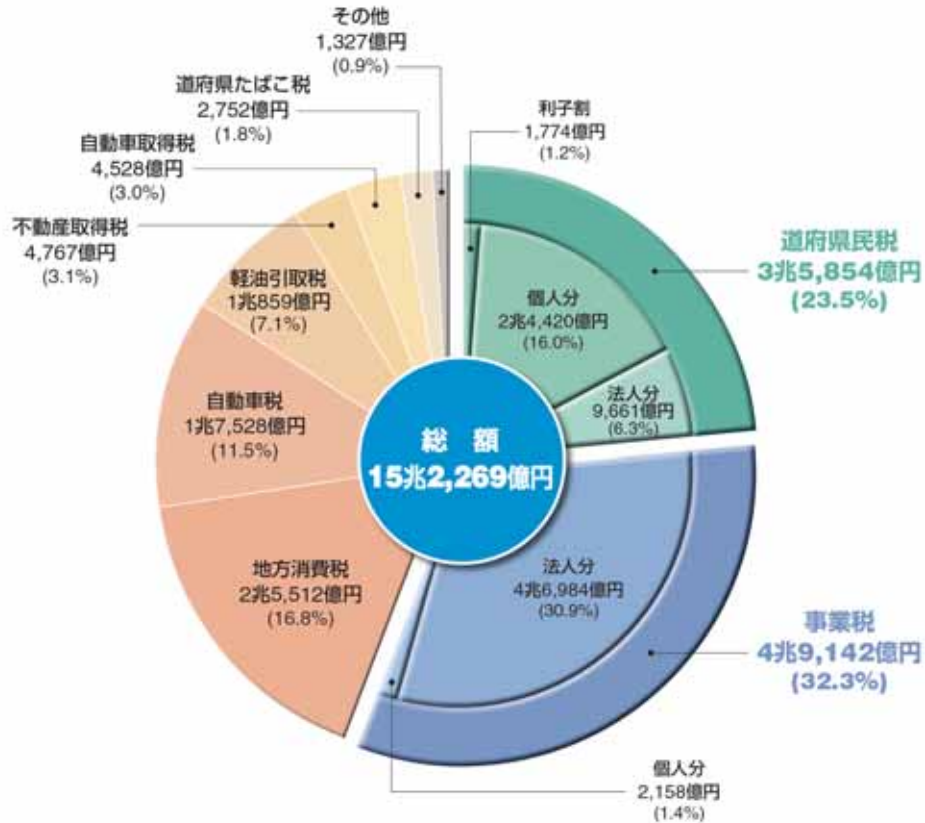 その他
1,327億円
(0.9%)
道府県たばこ税
2,752億円
(1.8%)
自動車取得税
4,528億円
(3.0%)
不動産取得税
4,767億円
(3.1%)
軽油引取税
1兆859億円
(7.1%)
自動車税
1兆7,528億円
(11.5%)
地方消費税
2兆5,512億円
(16.8%)
利子割
1,774億円
(1.2%)
個人分
2兆4,420億円
(16.0%)
法人分
9,661億円
(6.3%)
道府県民税
3兆5,854億円
(23.5%)
総 額
15兆2,269億円
法人分
4兆6,984億円
(30.9%)
事業税
4兆9,142億円
(32.3%)
個人分
2,158億円
(1.4%)